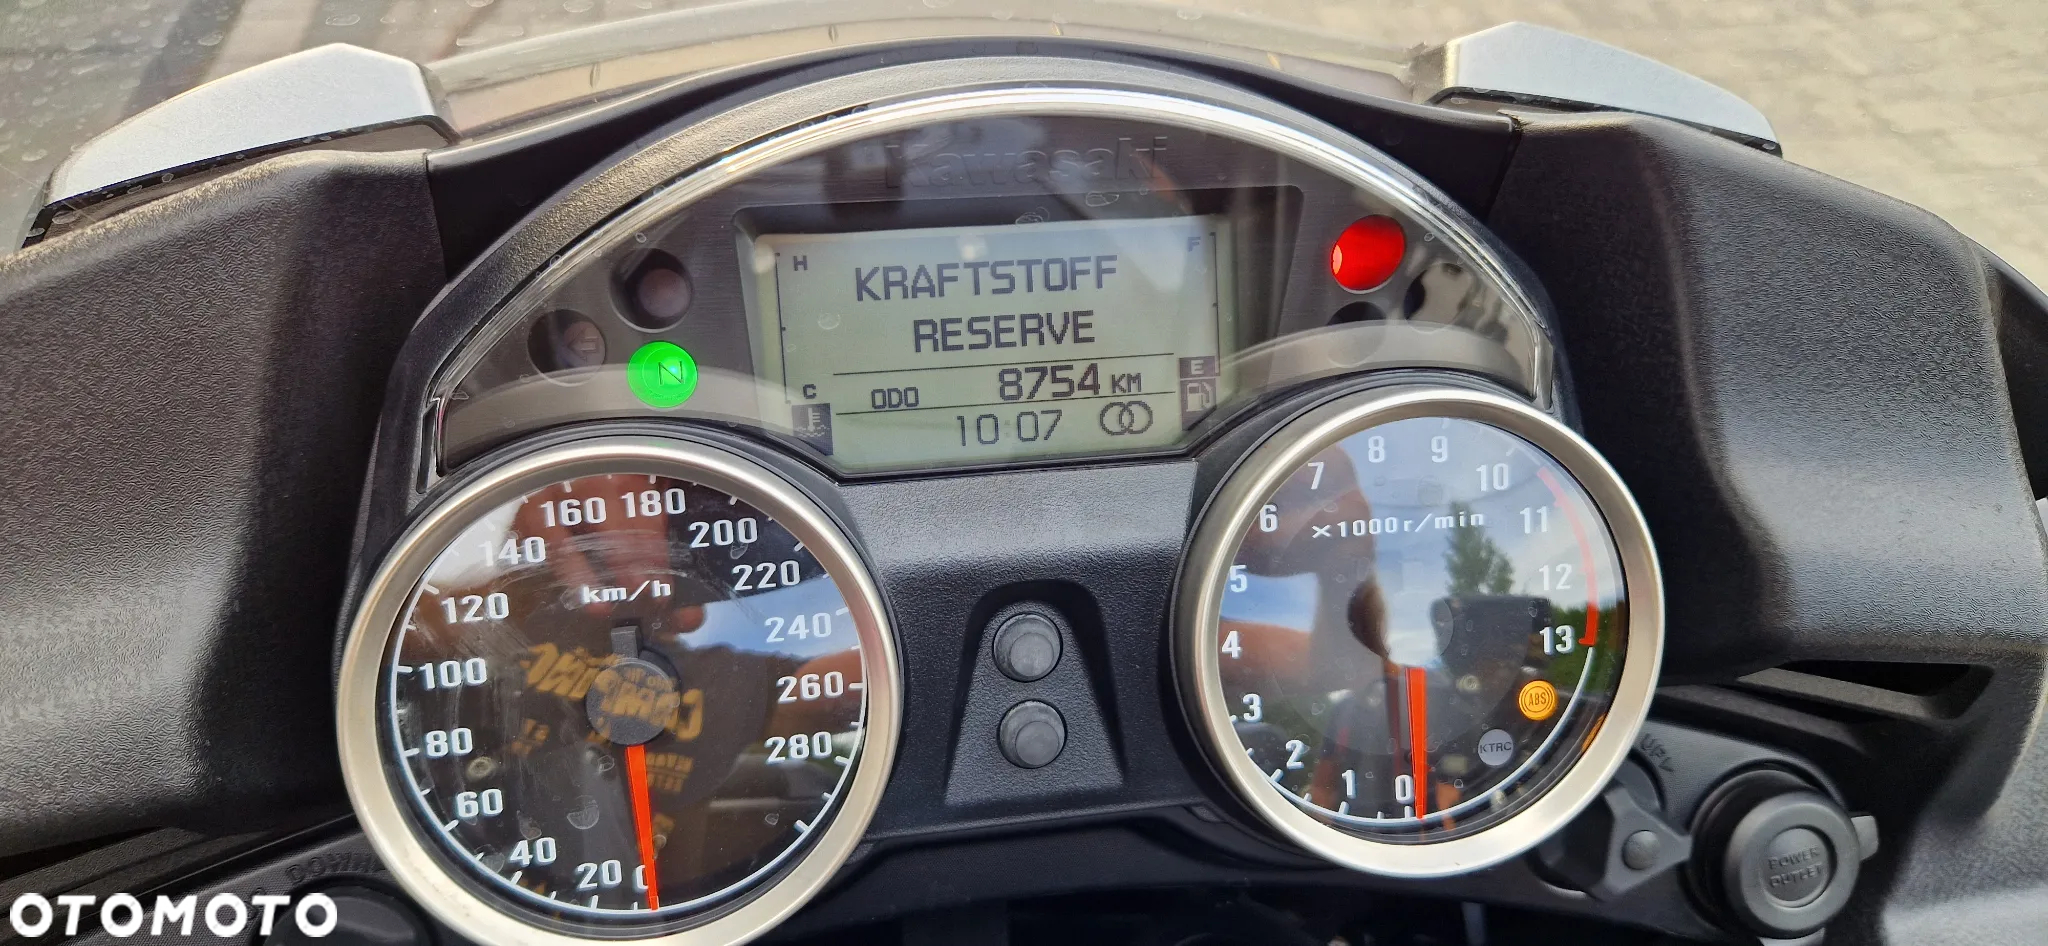 Kawasaki
H F
KRAFTSTOFF
RESERVE
C ODO 8754 KM E
10:07
N
0 20 40 60 80 100 120 140 160 180 200 220 240 260 280
km/h
0 1 2 3 4 5 6 7 8 9 10 11 12 13
×1000r/min
ABS
KTRC
DOWN
POWER
OUTLET
OTOMOTO